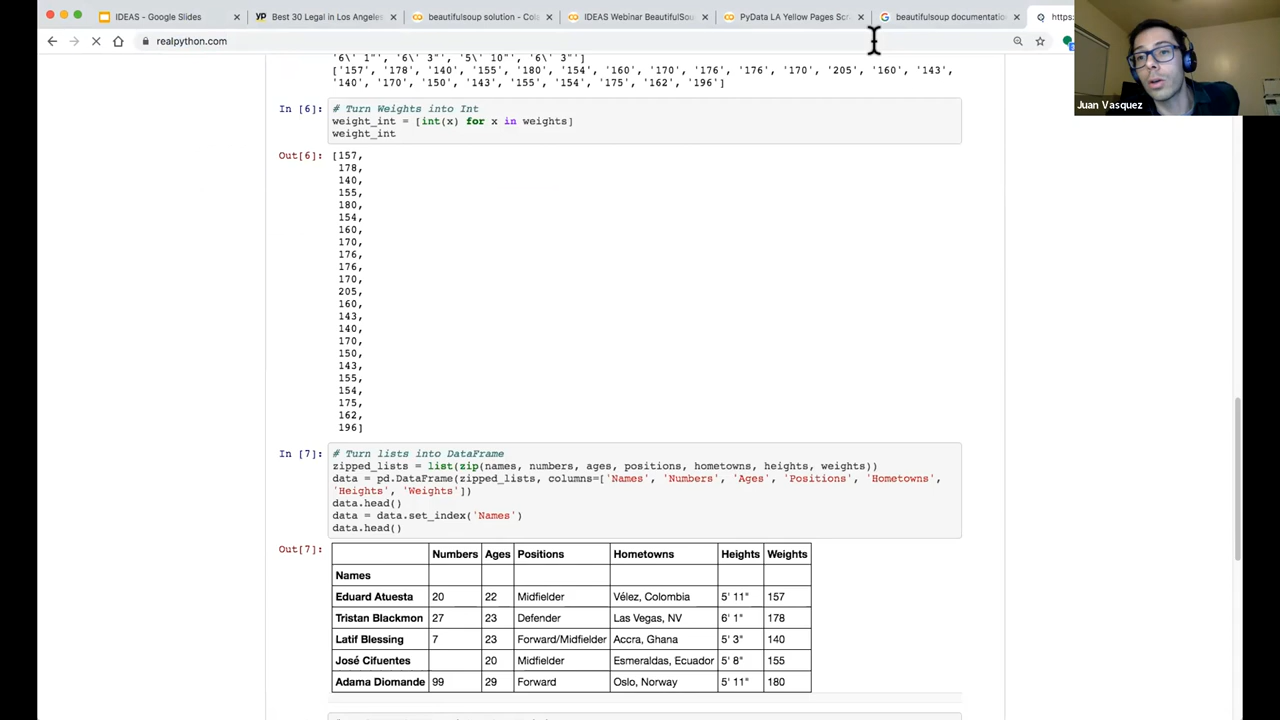 IDEAS - Google Slides
Best 30 Legal in Los Angeles
beautifulsoup solution - Col
IDEAS Webinar BeautifulSou
PyData LA Yellow Pages Scr
beautifulsoup documentatio
https:
realpython.com
'6\' 1"', '6\' 3"', '5\' 10"', '6\' 3"']
['157', '178', '140', '155', '180', '154', '160', '170', '176', '176', '170', '205', '160', '143',
'140', '170', '150', '143', '155', '154', '175', '162', '196']
In [6]:
# Turn Weights into Int
weight_int = [int(x) for x in weights]
weight_int
Out[6]:
[157,
178,
140,
155,
180,
154,
160,
170,
176,
176,
170,
205,
160,
143,
140,
170,
150,
143,
155,
154,
175,
162,
196]
In [7]:
# Turn lists into DataFrame
zipped_lists = list(zip(names, numbers, ages, positions, hometowns, heights, weights))
data = pd.DataFrame(zipped_lists, columns=['Names', 'Numbers', 'Ages', 'Positions', 'Hometowns',
'Heights', 'Weights'])
data.head()
data = data.set_index('Names')
data.head()
Out[7]:
Numbers Ages Positions Hometowns Heights Weights
Names
Eduard Atuesta 20 22 Midfielder Vélez, Colombia 5' 11" 157
Tristan Blackmon 27 23 Defender Las Vegas, NV 6' 1" 178
Latif Blessing 7 23 Forward/Midfielder Accra, Ghana 5' 3" 140
José Cifuentes 20 Midfielder Esmeraldas, Ecuador 5' 8" 155
Adama Diomande 99 29 Forward Oslo, Norway 5' 11" 180
Juan Vasquez